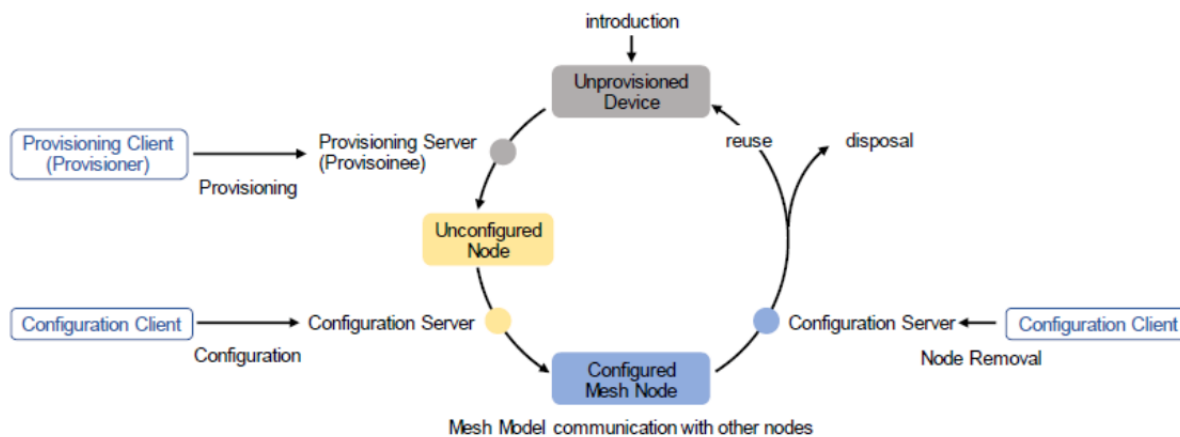 introduction
Unprovisioned
Device
Provisioning Client
(Provisioner)
Provisioning
Provisioning Server
(Provisoinee)
reuse
disposal
Unconfigured
Node
Configuration Client
Configuration
Configuration Server
Configuration Server
Configuration Client
Node Removal
Configured
Mesh Node
Mesh Model communication with other nodes